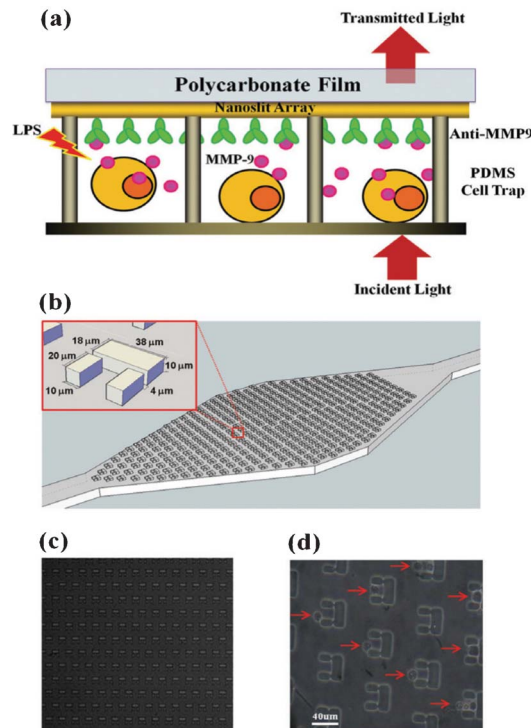 (a)
Transmitted Light
Polycarbonate Film
Nanoslit Array
LPS
Anti-MMP9
MMP-9
PDMS
Cell Trap
Incident Light
(b)
18 μm
38 μm
20 μm
10 μm
10 μm
4 μm
(c)
(d)
40um